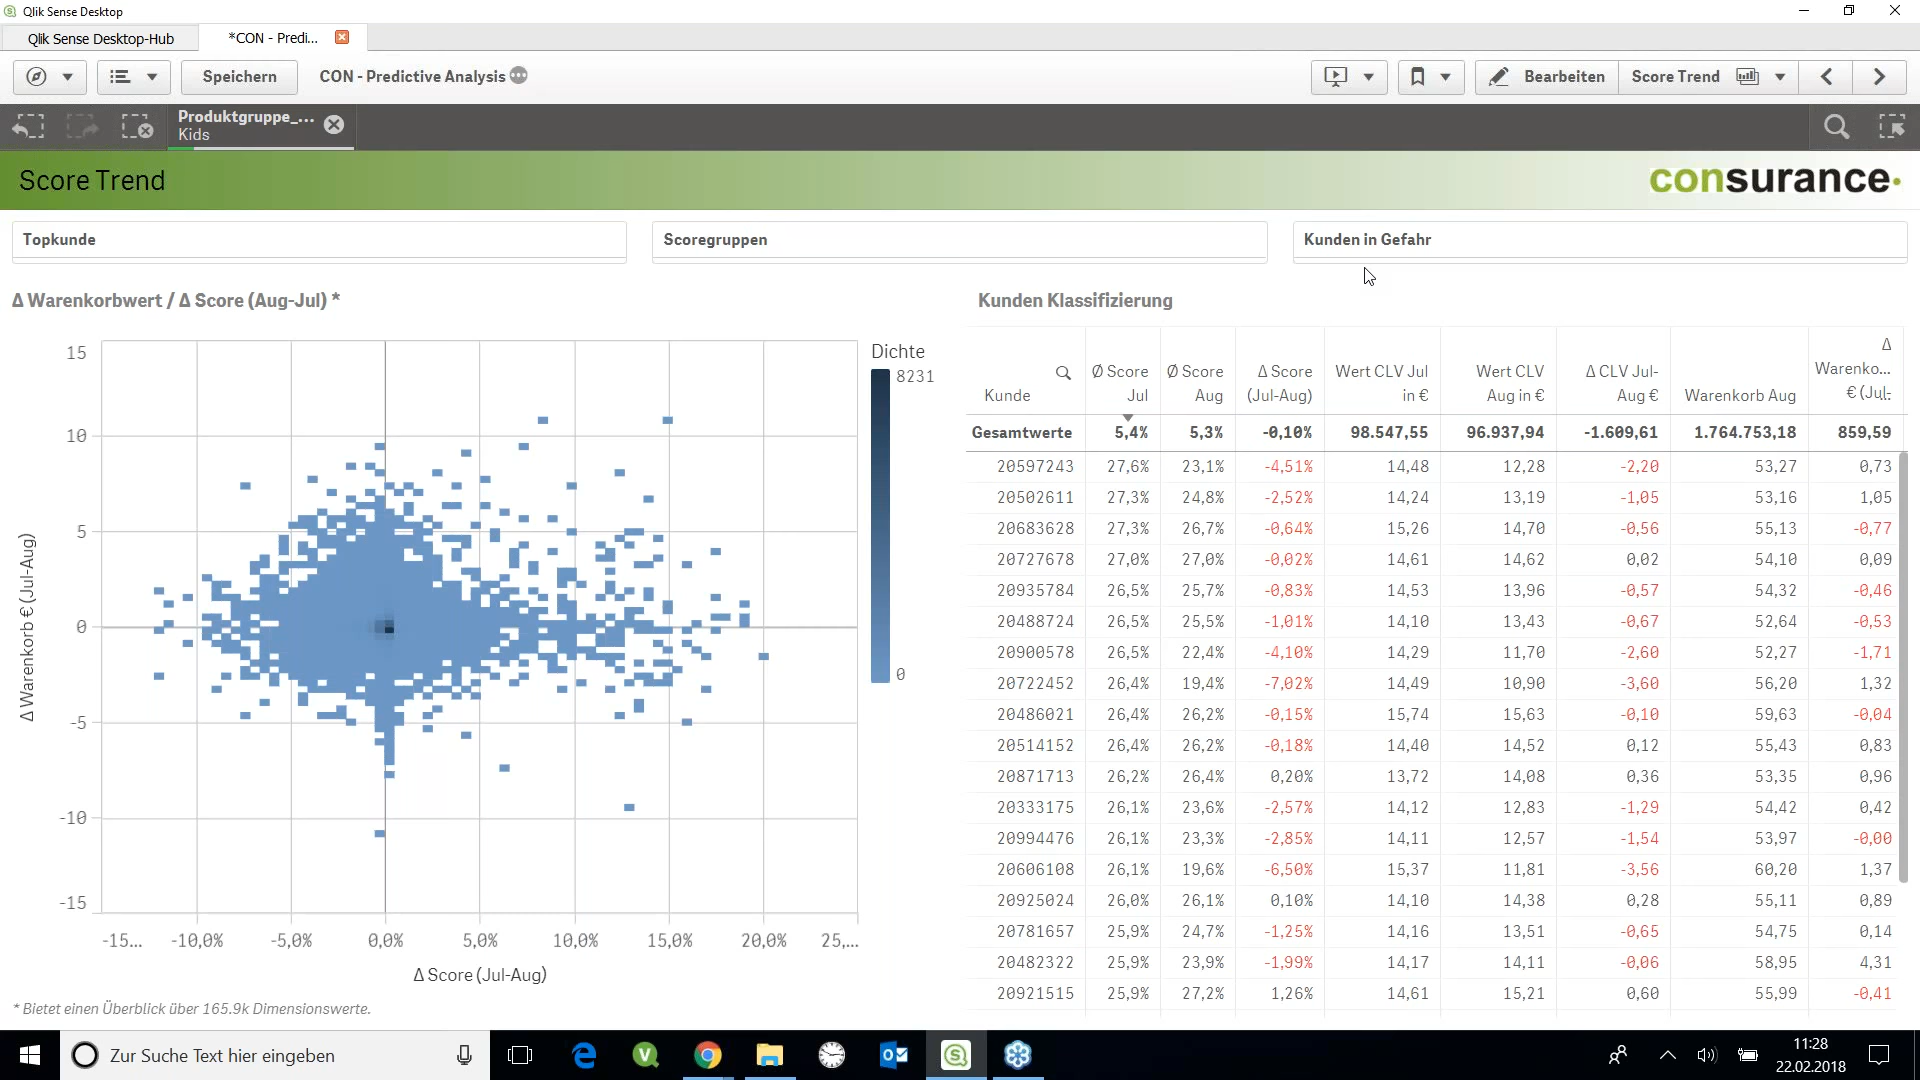 Qlik Sense Desktop
Qlik Sense Desktop-Hub
*CON - Predi...
Speichern
CON - Predictive Analysis
Bearbeiten
Score Trend
Produktgruppe_...
Kids
Score Trend
consurance
Topkunde
Scoregruppen
Kunden in Gefahr
Δ Warenkorbwert / Δ Score (Aug-Jul) *
15
10
5
0
-5
-10
-15
Δ Warenkorb € (Jul-Aug)
-15...
-10,0%
-5,0%
0,0%
5,0%
10,0%
15,0%
20,0%
25,...
Δ Score (Jul-Aug)
Dichte
8231
0
* Bietet einen Überblick über 165.9k Dimensionswerte.
Kunden Klassifizierung
Kunde Ø Score Jul Ø Score Aug Δ Score (Jul-Aug) Wert CLV Jul in € Wert CLV Aug in € Δ CLV Jul-Aug € Warenkorb Aug Δ Warenko... € (Jul-
Gesamtwerte 5,4% 5,3% -0,10% 98.547,55 96.937,94 -1.609,61 1.764.753,18 859,59
20597243 27,6% 23,1% -4,51% 14,48 12,28 -2,20 53,27 0,73
20502611 27,3% 24,8% -2,52% 14,24 13,19 -1,05 53,16 1,05
20683628 27,3% 26,7% -0,64% 15,26 14,70 -0,56 55,13 -0,77
20727678 27,0% 27,0% -0,02% 14,61 14,62 0,02 54,10 0,09
20935784 26,5% 25,7% -0,83% 14,53 13,96 -0,57 54,32 -0,46
20488724 26,5% 25,5% -1,01% 14,10 13,43 -0,67 52,64 -0,53
20900578 26,5% 22,4% -4,10% 14,29 11,70 -2,60 52,27 -1,71
20722452 26,4% 19,4% -7,02% 14,49 10,90 -3,60 56,20 1,32
20486021 26,4% 26,2% -0,15% 15,74 15,63 -0,10 59,63 -0,04
20514152 26,4% 26,2% -0,18% 14,40 14,52 0,12 55,43 0,83
20871713 26,2% 26,4% 0,20% 13,72 14,08 0,36 53,35 0,96
20333175 26,1% 23,6% -2,57% 14,12 12,83 -1,29 54,42 0,42
20994476 26,1% 23,3% -2,85% 14,11 12,57 -1,54 53,97 -0,00
20606108 26,1% 19,6% -6,50% 15,37 11,81 -3,56 60,20 1,37
20925024 26,0% 26,1% 0,10% 14,10 14,38 0,28 55,11 0,89
20781657 25,9% 24,7% -1,25% 14,16 13,51 -0,65 54,75 0,14
20482322 25,9% 23,9% -1,99% 14,17 14,11 -0,06 58,95 4,31
20921515 25,9% 27,2% 1,26% 14,61 15,21 0,60 55,99 -0,41
Zur Suche Text hier eingeben
11:28
22.02.2018